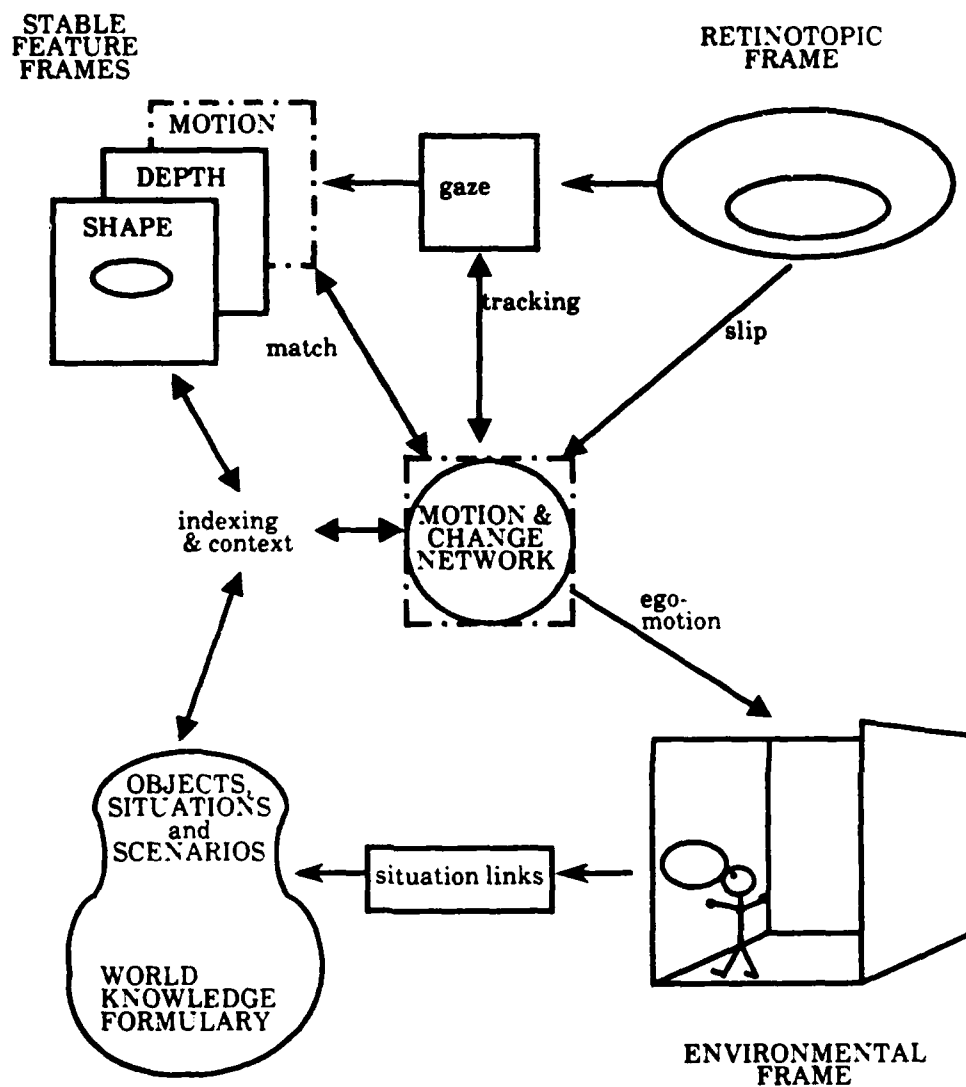 STABLE
FEATURE
FRAMES
RETINOTOPIC
FRAME
MOTION
DEPTH
SHAPE
gaze
tracking
match
slip
indexing
& context
MOTION &
CHANGE
NETWORK
ego-
motion
OBJECTS,
SITUATIONS
and
SCENARIOS
situation links
WORLD
KNOWLEDGE
FORMULARY
ENVIRONMENTAL
FRAME